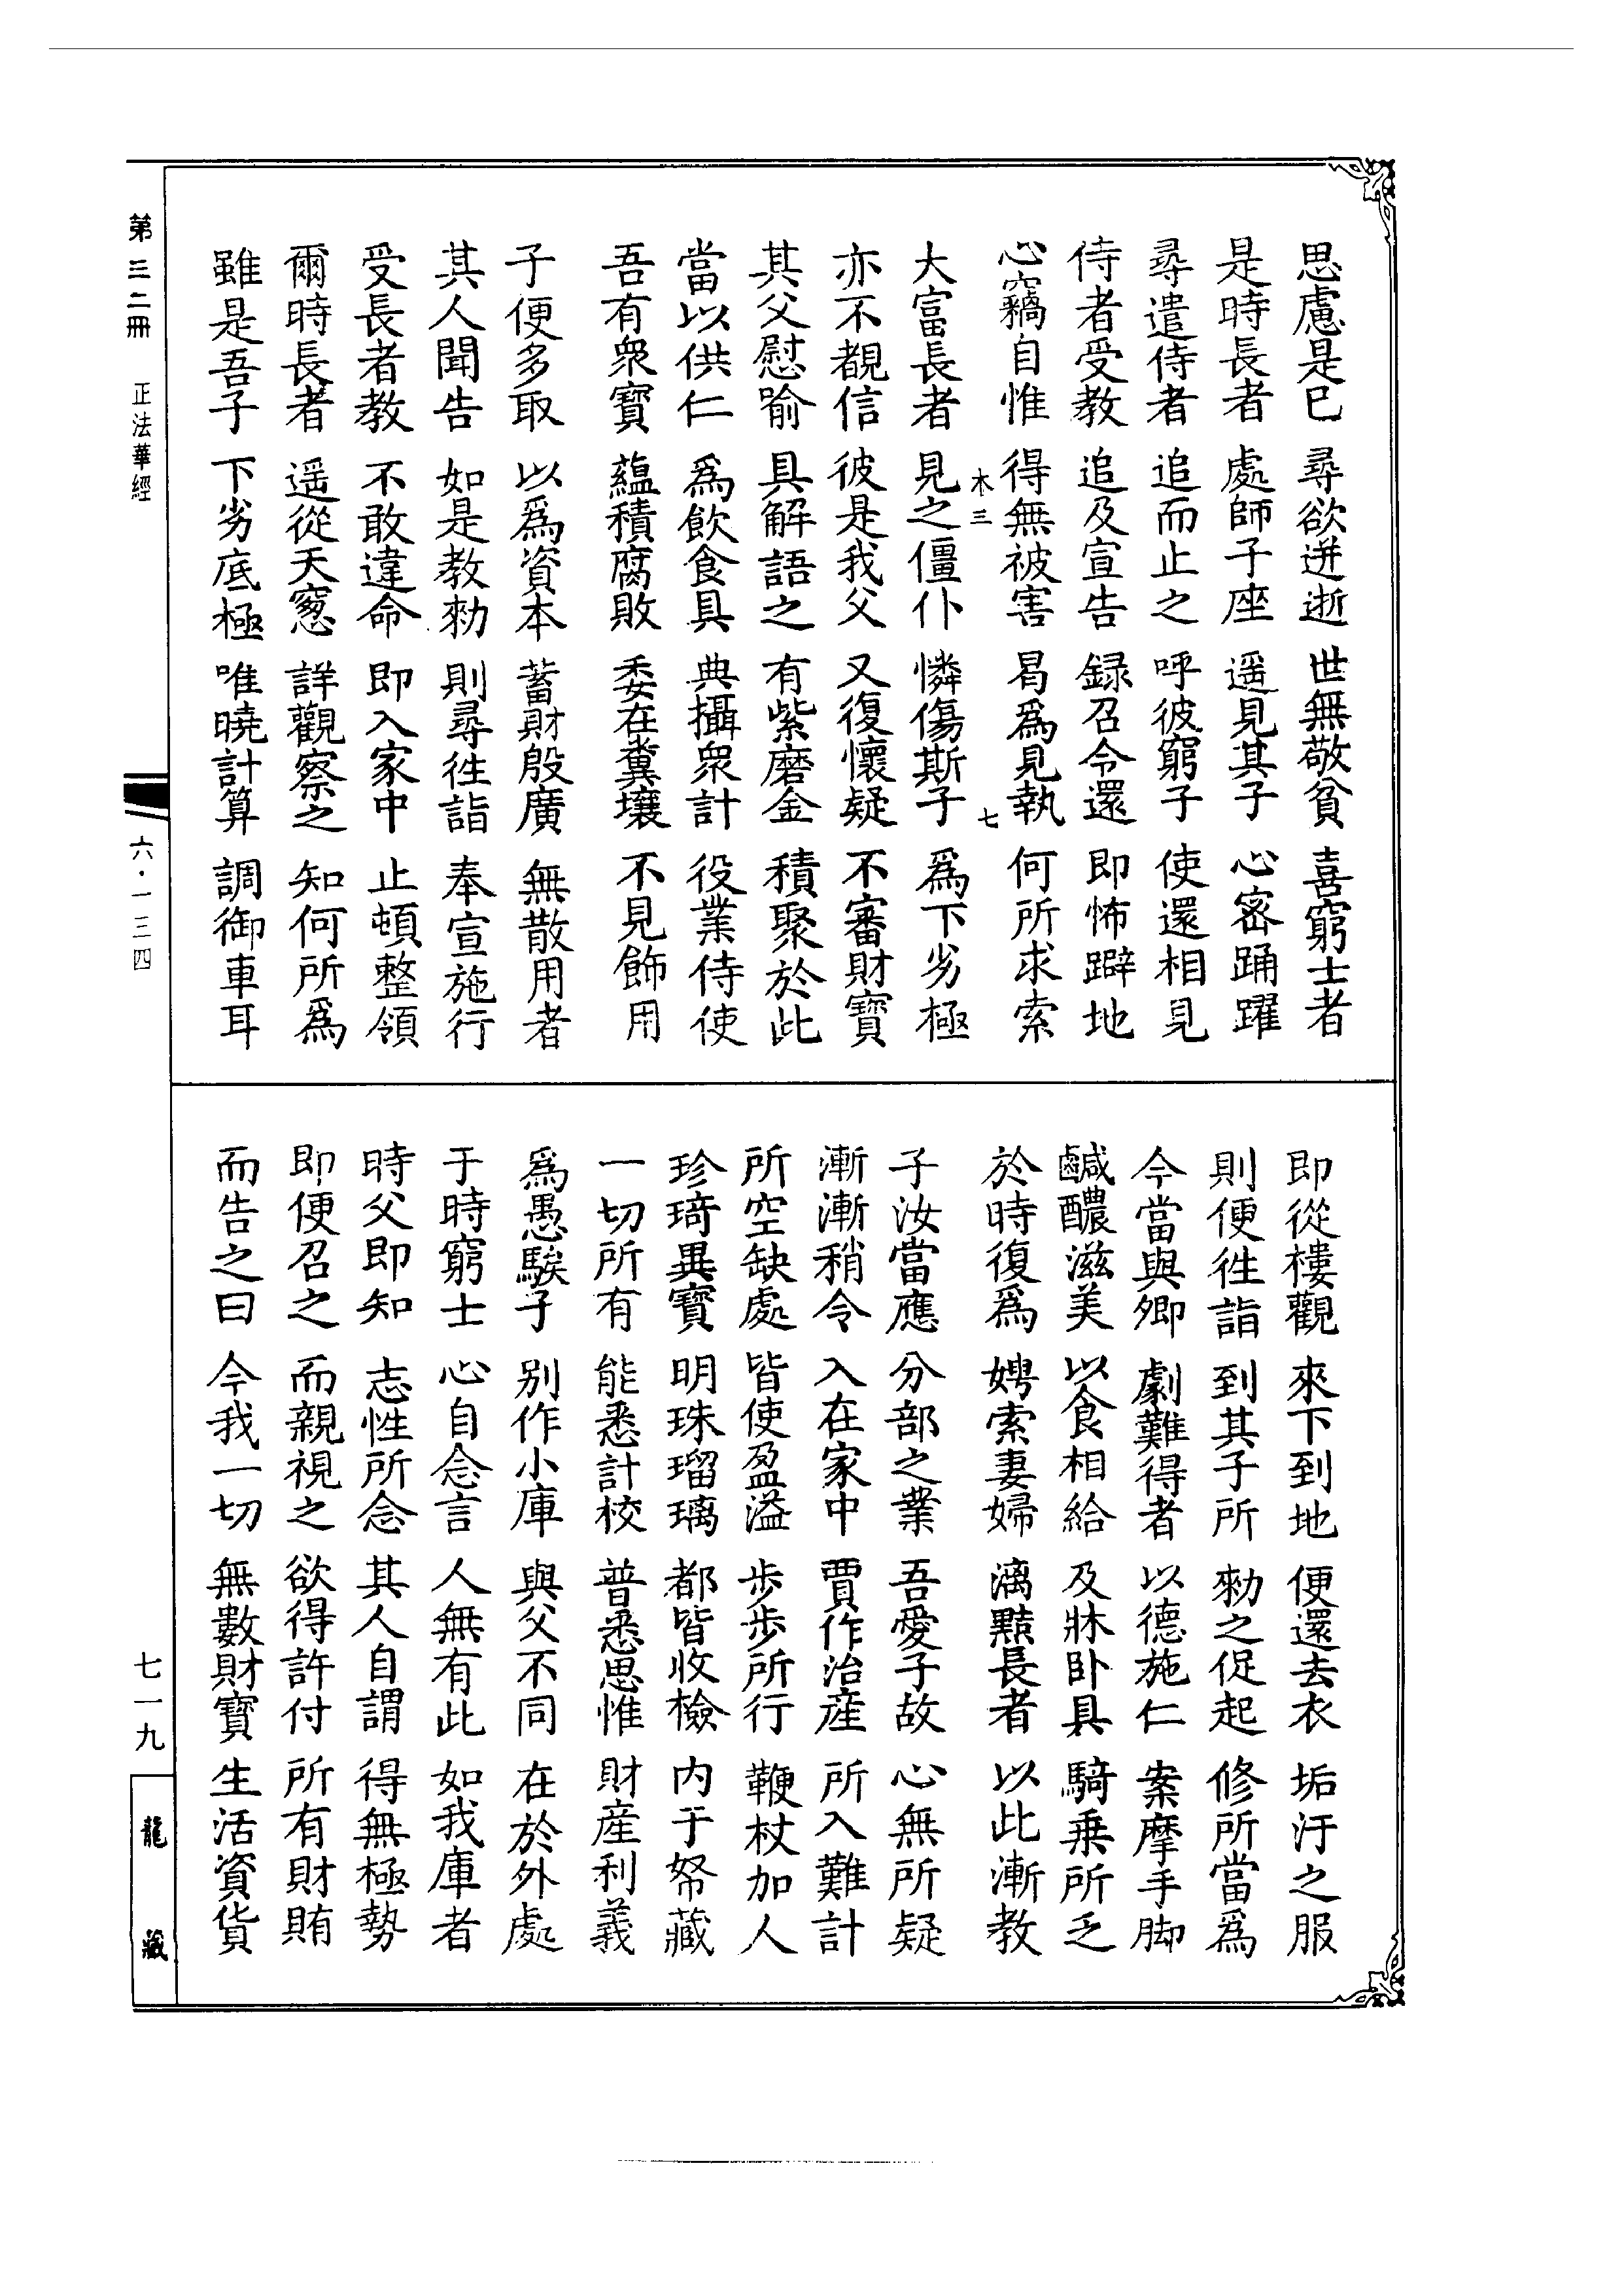 思慮是已　尋欲迸逝　世無敬貧　喜窮士者
是時長者　處師子座　遥見其子　心密踊躍
尋遣侍者　追而止之　呼彼窮子　使還相見
侍者受教　追及宣告　録召令還　即怖躃地
心竊自惟　得無被害　曷為見執　何所求索
木三　七
大富長者　見之僵仆　憐傷斯子　為下劣極
亦不覩信　彼是我父　又復懷疑　不審財寶
其父慰喻　具解語之　有紫磨金　積聚於此
當以供仁　為飲食具　典攝衆計　役業侍使
吾有衆寶　蘊積腐敗　委在糞壤　不見飾用
子便多取　以為資本　蓄財殷廣　無散用者
其人聞告　如是教勑　則尋徃詣　奉宣施行
受長者教　不敢違命　即入家中　止頓整領
爾時長者　遥從天窻　詳觀察之　知何所為
雖是吾子　下劣底極　唯曉計算　調御車耳
即從樓觀　來下到地　便還去衣　垢汙之服
則便徃詣　到其子所　勑之促起　修所當為
今當與卿　劇難得者　以德施仁　案摩手脚
鹹醲滋美　以食相給　及牀卧具　騎乗所乏
於時復為　娉索妻婦　漓黠長者　以此漸教
子汝當應　分部之業　吾愛子故　心無所疑
漸漸稍令　入在家中　賈作治産　所入難計
所空缺處　皆使盈溢　步步所行　鞭杖加人
珍琦異寶　明珠瑠璃　都皆收檢　内于帑藏
一切所有　能悉計校　普悉思惟　財産利義
為愚騃子　别作小庫　與父不同　在於外處
于時窮士　心自念言　人無有此　如我庫者
時父即知　志性所念　其人自謂　得無極勢
即便召之　而親視之　欲得許付　所有財賄
而告之曰　今我一切　無數財寶　生活資貨
第三二冊　正法華經　六·一三四　七一九　龍藏